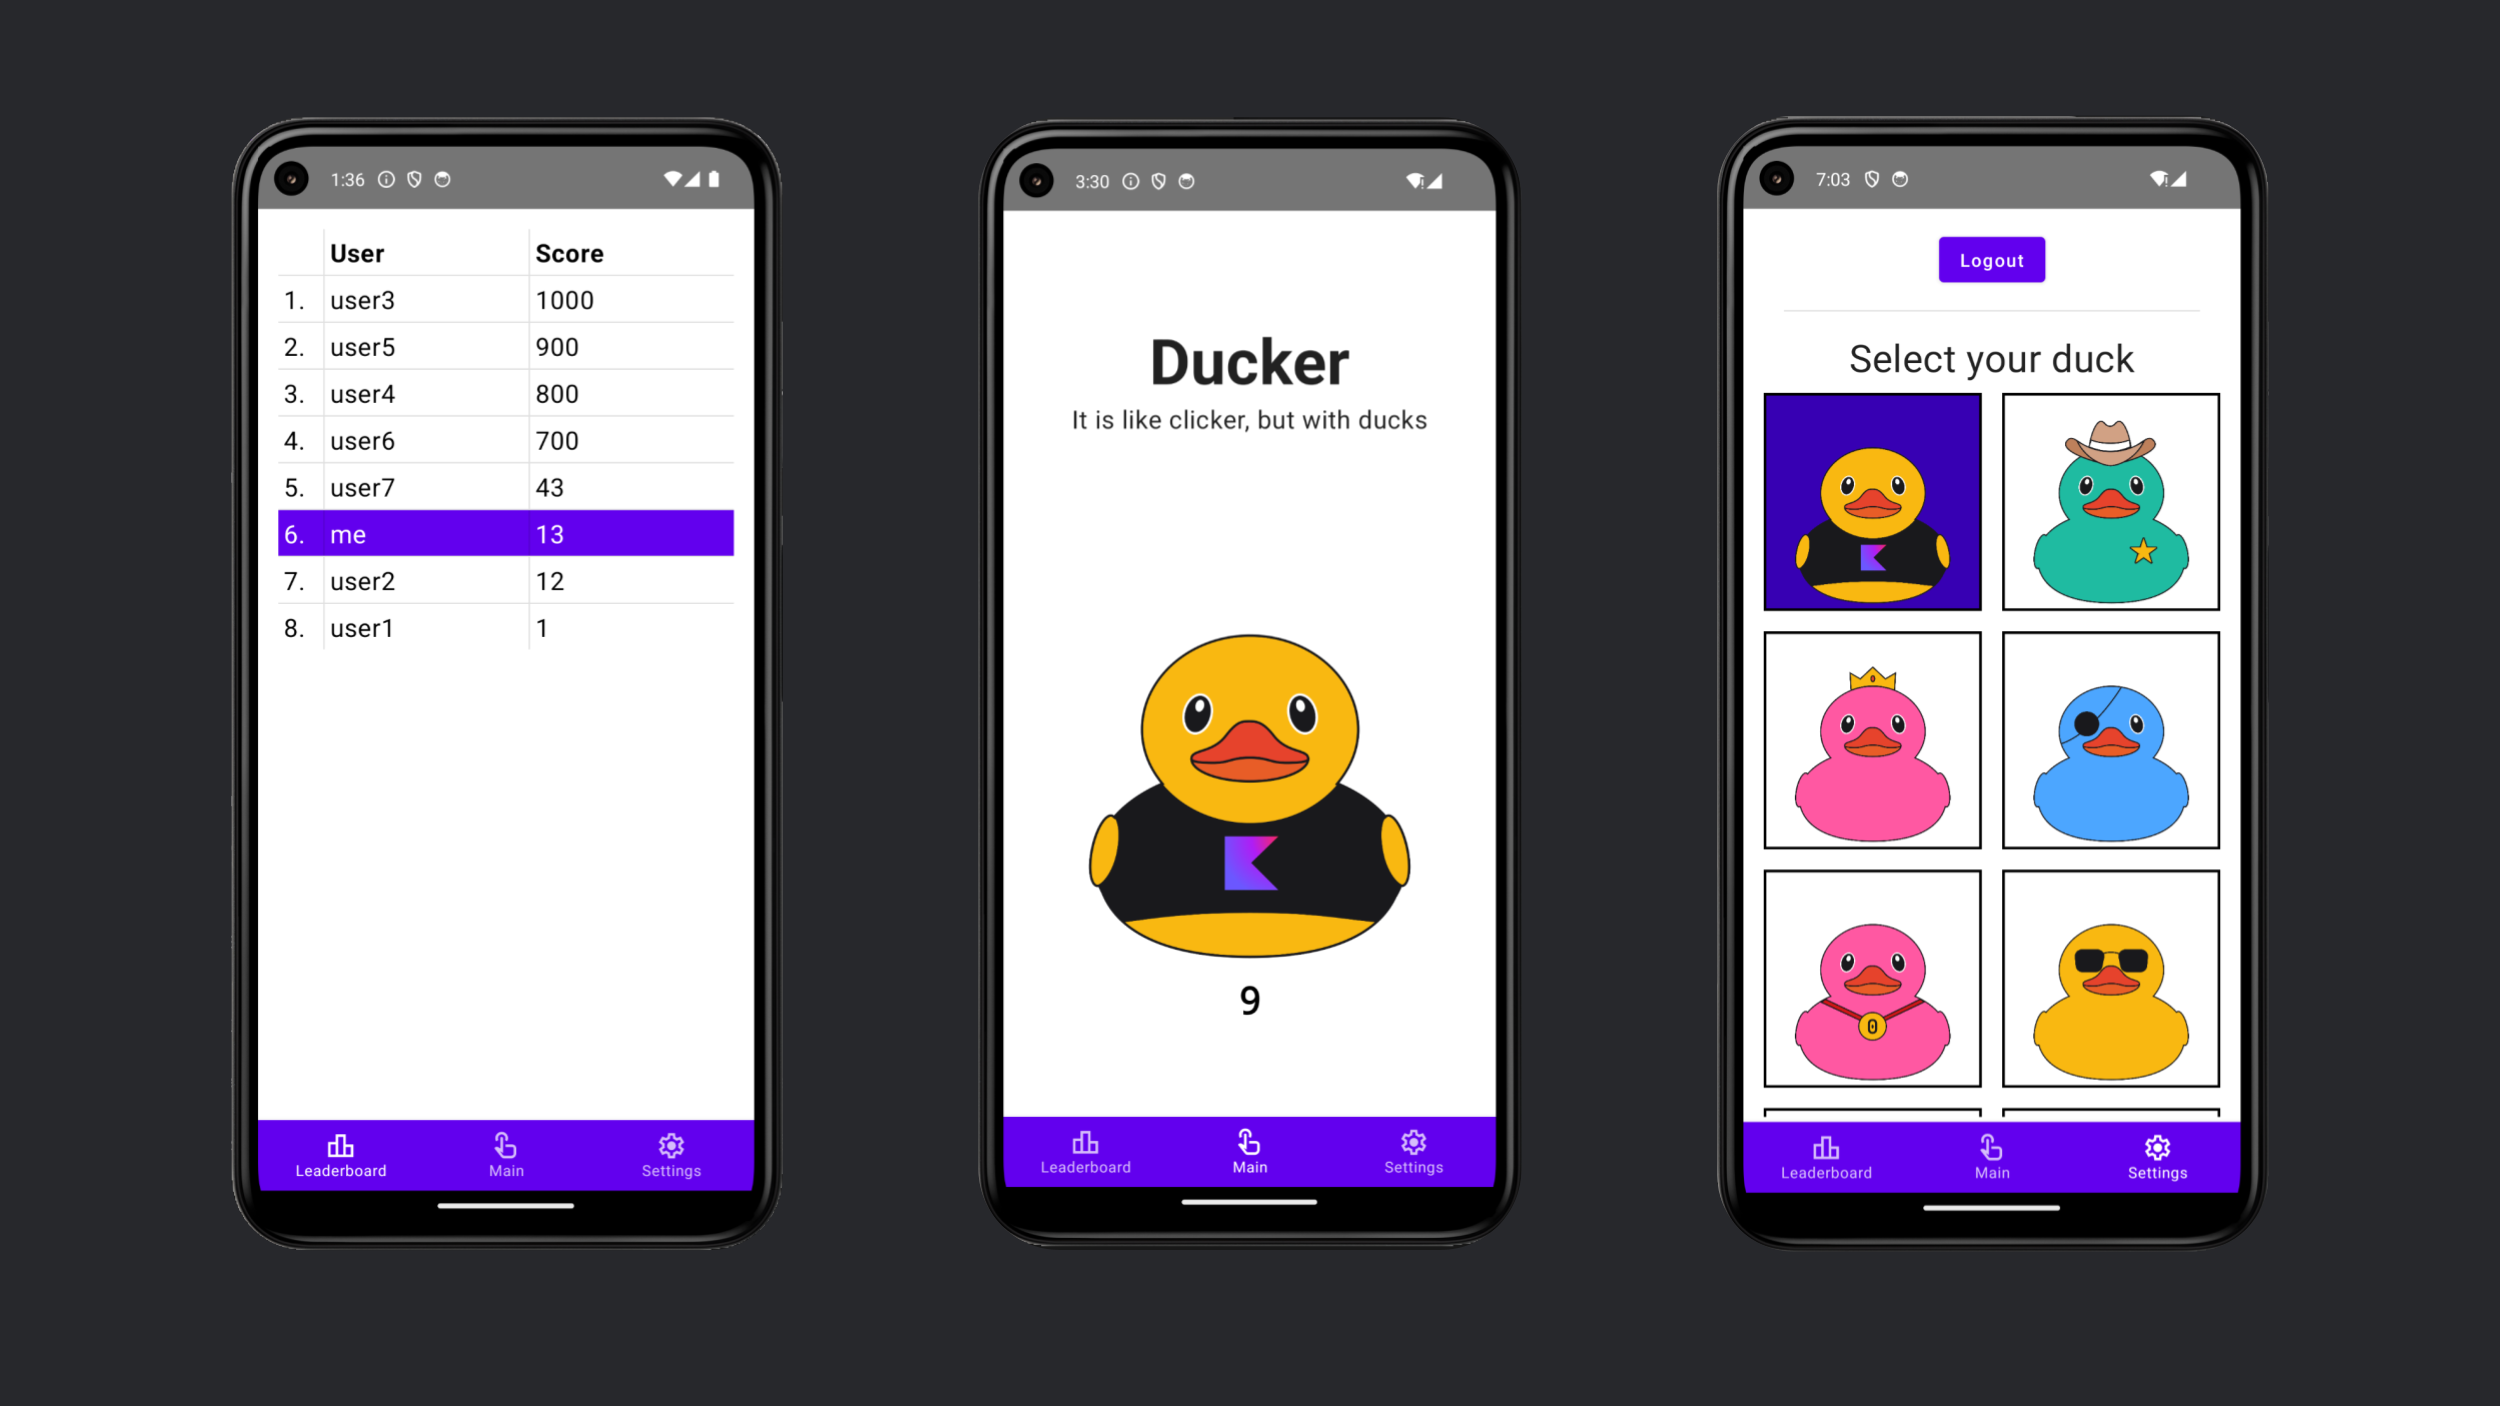 1:36
User Score
1. user3 1000
2. user5 900
3. user4 800
4. user6 700
5. user7 43
6. me 13
7. user2 12
8. user1 1
Leaderboard Main Settings
3:30
Ducker
It is like clicker, but with ducks
9
Leaderboard Main Settings
7:03
Logout
Select your duck
0
0
Leaderboard Main Settings